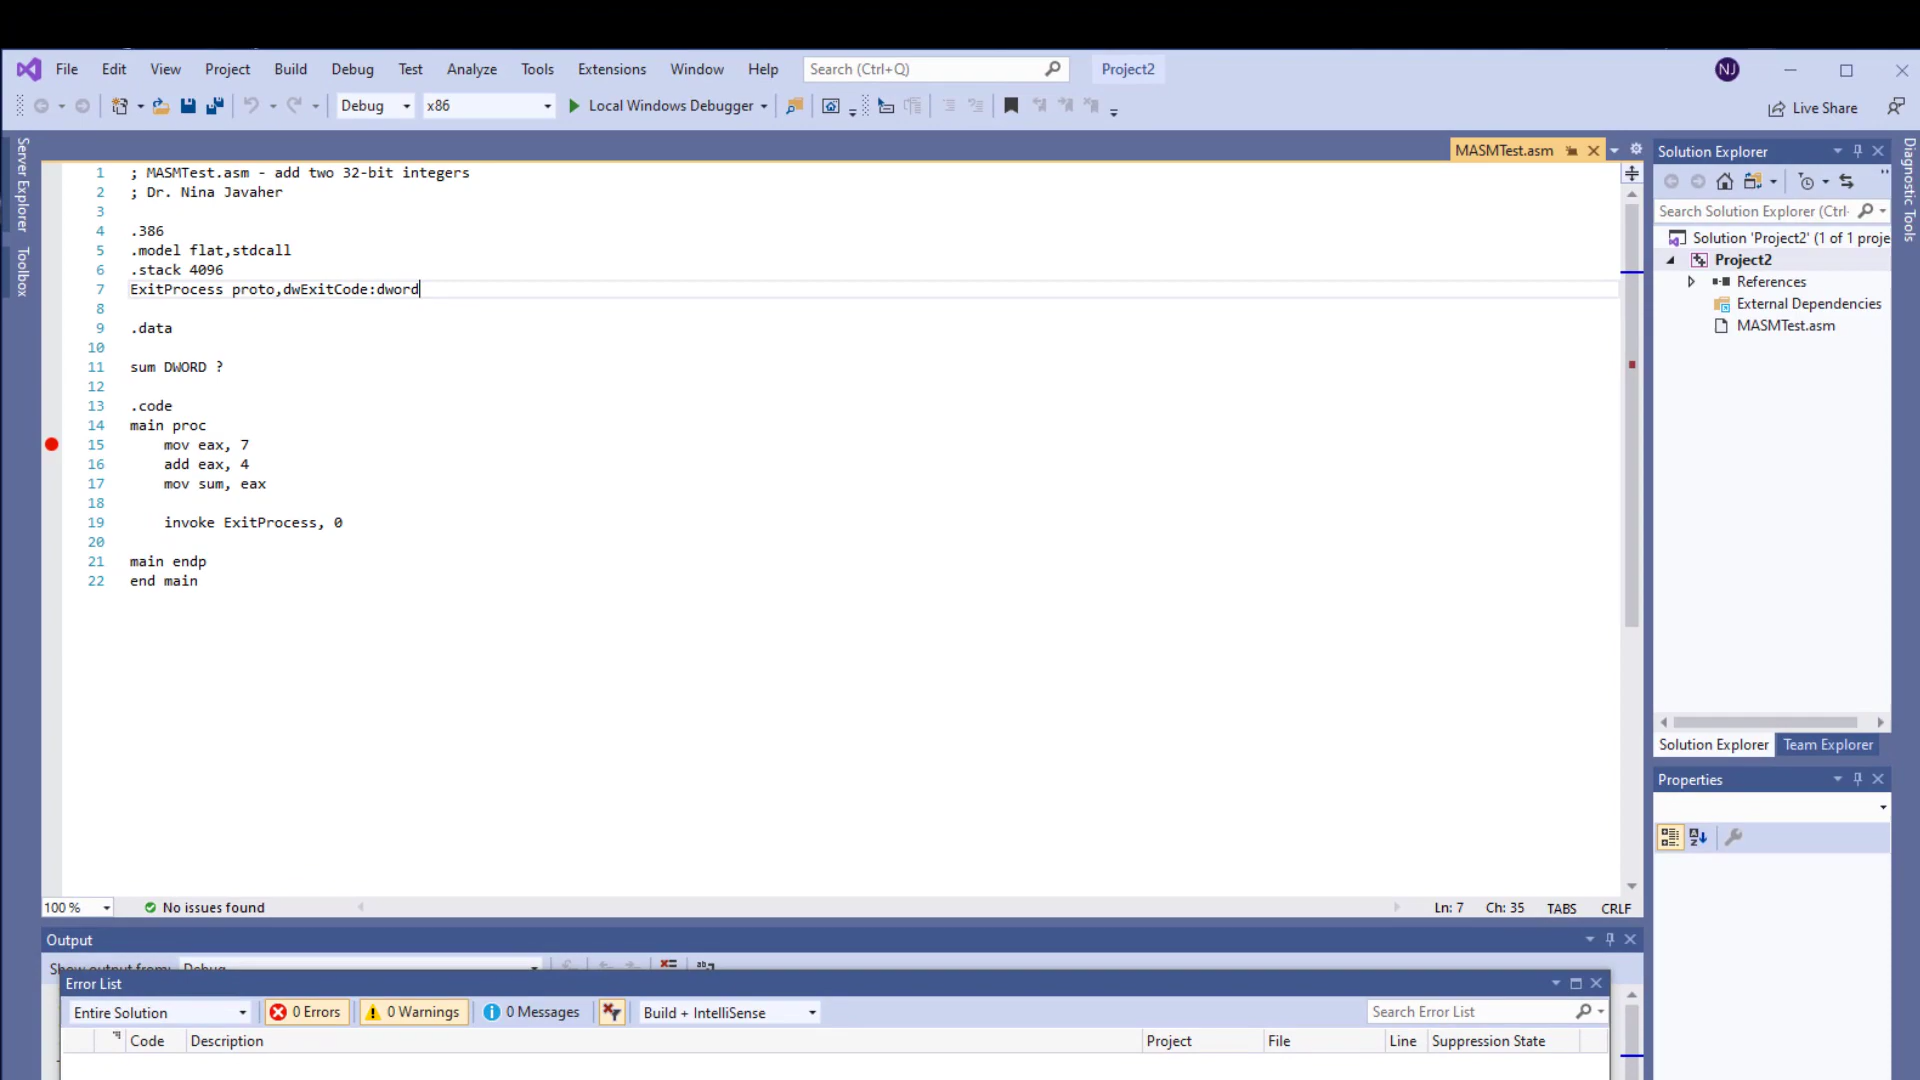 File Edit View Project Build Debug Test Analyze Tools Extensions Window Help Search (Ctrl+Q) Project2 NJ
Debug x86 Local Windows Debugger Live Share
Server Explorer
Toolbox
MASMTest.asm
1 ; MASMTest.asm - add two 32-bit integers
2 ; Dr. Nina Javaher
3
4 .386
5 .model flat,stdcall
6 .stack 4096
7 ExitProcess proto,dwExitCode:dword
8
9 .data
10
11 sum DWORD ?
12
13 .code
14 main proc
15 mov eax, 7
16 add eax, 4
17 mov sum, eax
18
19 invoke ExitProcess, 0
20
21 main endp
22 end main
100 % No issues found Ln: 7 Ch: 35 TABS CRLF
Solution Explorer
Search Solution Explorer (Ctrl
Solution 'Project2' (1 of 1 proje
Project2
References
External Dependencies
MASMTest.asm
Solution Explorer Team Explorer
Properties
Diagnostic Tools
Output
Show output from: Debug
Error List
Entire Solution 0 Errors 0 Warnings 0 Messages Build + IntelliSense Search Error List
Code Description Project File Line Suppression State